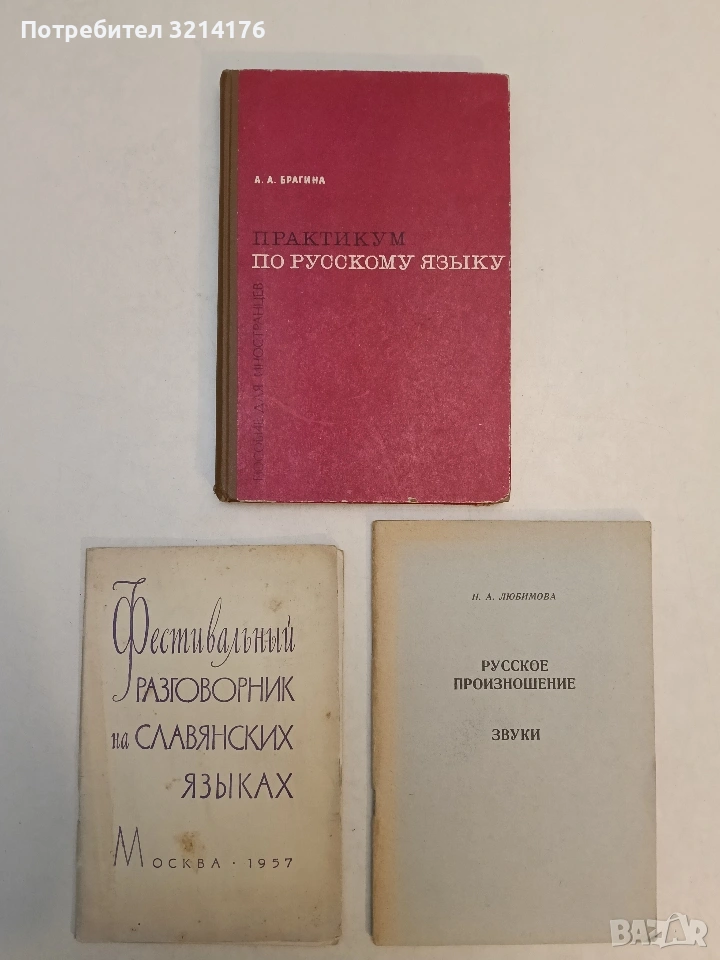 Потребител 3214176
А. А. БРАГИНА
ПРАКТИКУМ
ПО РУССКОМУ ЯЗЫКУ
ПОСОБИЕ ДЛЯ ИНОСТРАНЦЕВ
Фестивальный
РАЗГОВОРНИК
на СЛАВЯНСКИХ
ЯЗЫКАХ
МОСКВА · 1957
Н. А. ЛЮБИМОВА
РУССКОЕ
ПРОИЗНОШЕНИЕ
ЗВУКИ
BAZAR